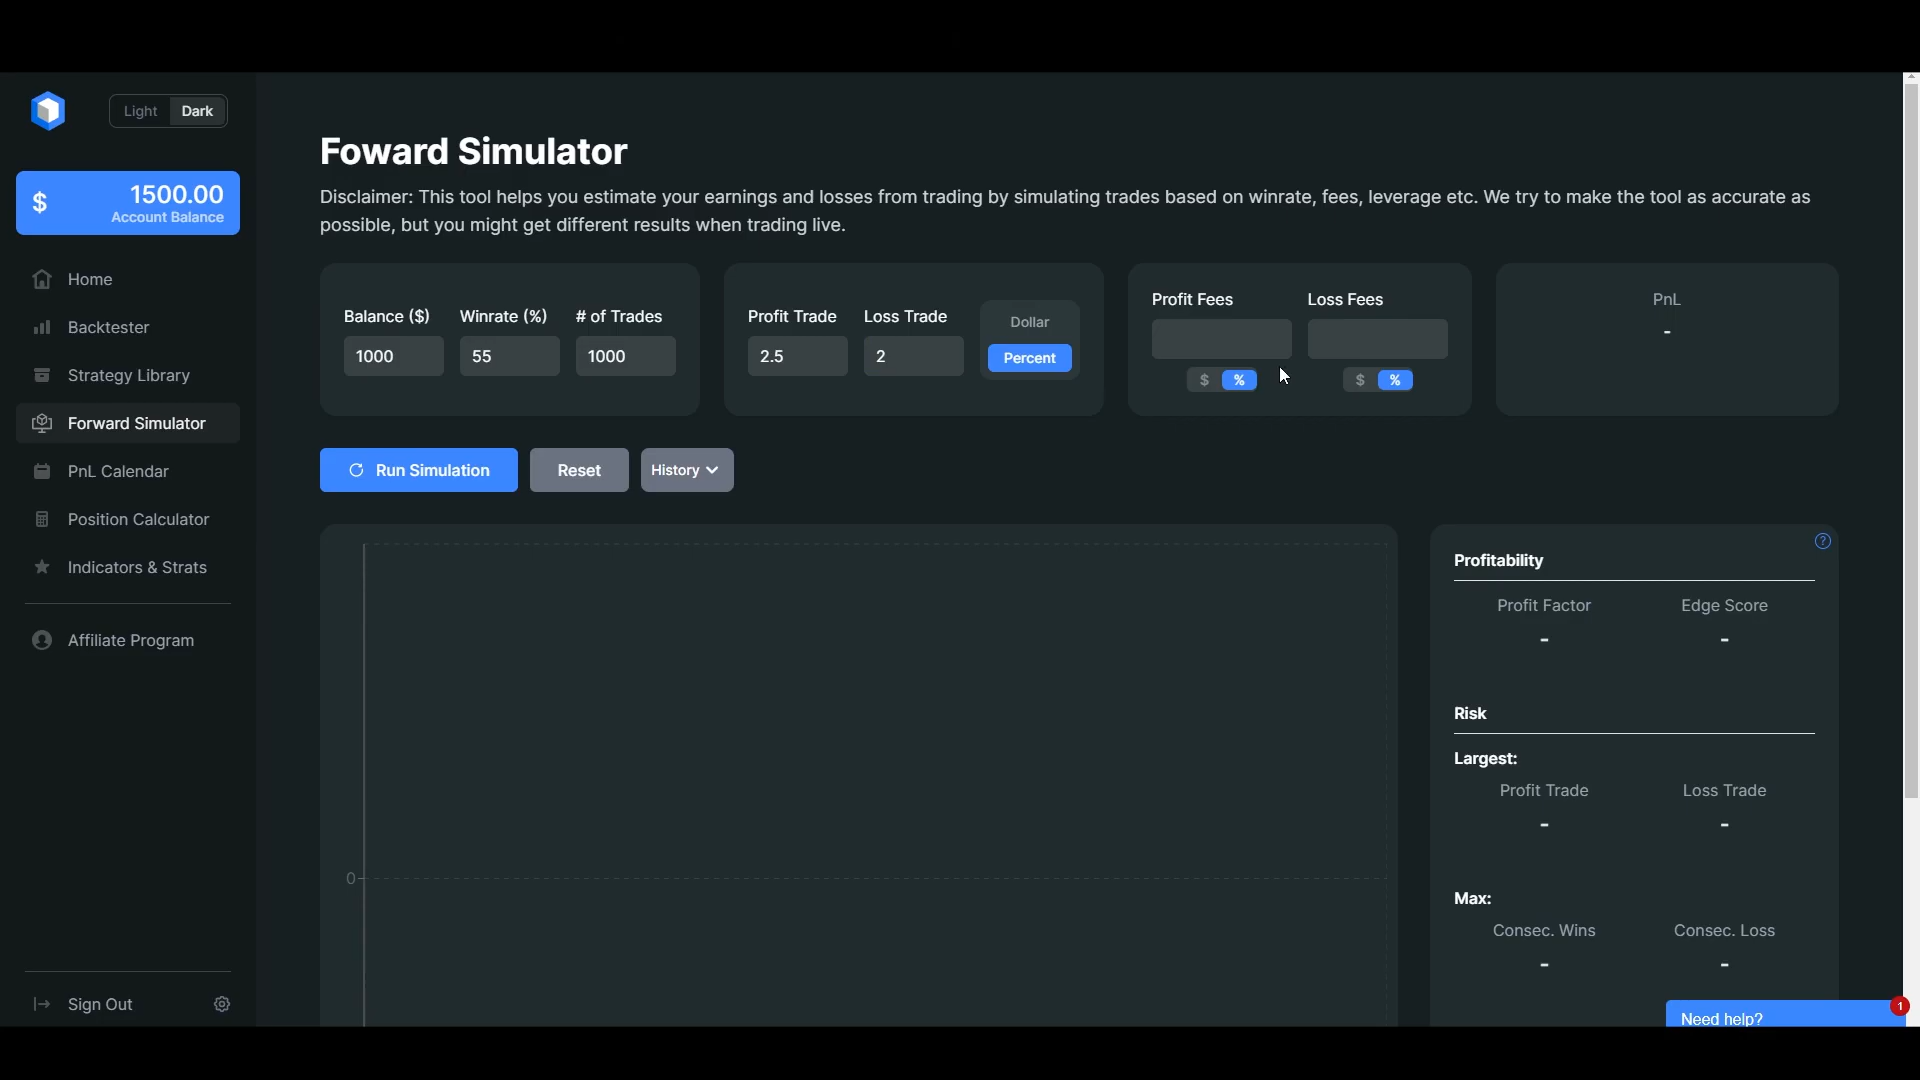 Light Dark
$ 1500.00
Account Balance
Home
Backtester
Strategy Library
Forward Simulator
PnL Calendar
Position Calculator
Indicators & Strats
Affiliate Program
Sign Out
Foward Simulator
Disclaimer: This tool helps you estimate your earnings and losses from trading by simulating trades based on winrate, fees, leverage etc. We try to make the tool as accurate as
possible, but you might get different results when trading live.
Balance ($) Winrate (%) # of Trades
1000 55 1000
Profit Trade Loss Trade
2.5 2
Dollar
Percent
Profit Fees Loss Fees
$ % $ %
PnL
-
Run Simulation Reset History
0
?
Profitability
Profit Factor Edge Score
- -
Risk
Largest:
Profit Trade Loss Trade
- -
Max:
Consec. Wins Consec. Loss
- -
Need help?
1